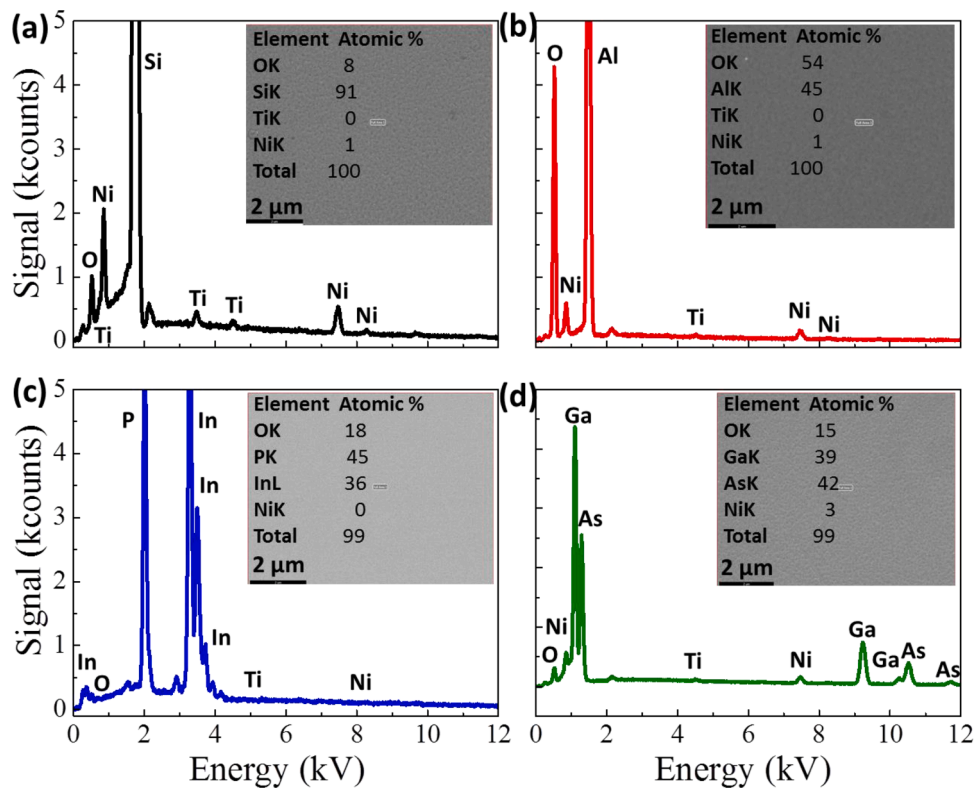 (a)
Signal (kcounts)
5
4
3
2
1
0
Si
Ni
O
Ti
Ti
Ti
Ni
Ni
Element Atomic %
OK 8
SiK 91
TiK 0
NiK 1
Total 100
2 µm
(b)
O
Al
Ni
Ti
Ni
Ni
Element Atomic %
OK 54
AlK 45
TiK 0
NiK 1
Total 100
2 µm
(c)
Signal (kcounts)
5
4
3
2
1
0
P
In
In
In
In
O
Ti
Ni
Element Atomic %
OK 18
PK 45
InL 36
NiK 0
Total 99
2 µm
0 2 4 6 8 10 12
Energy (kV)
(d)
Ga
As
Ni
O
Ti
Ni
Ga
Ga
As
As
Element Atomic %
OK 15
GaK 39
AsK 42
NiK 3
Total 99
2 µm
0 2 4 6 8 10 12
Energy (kV)